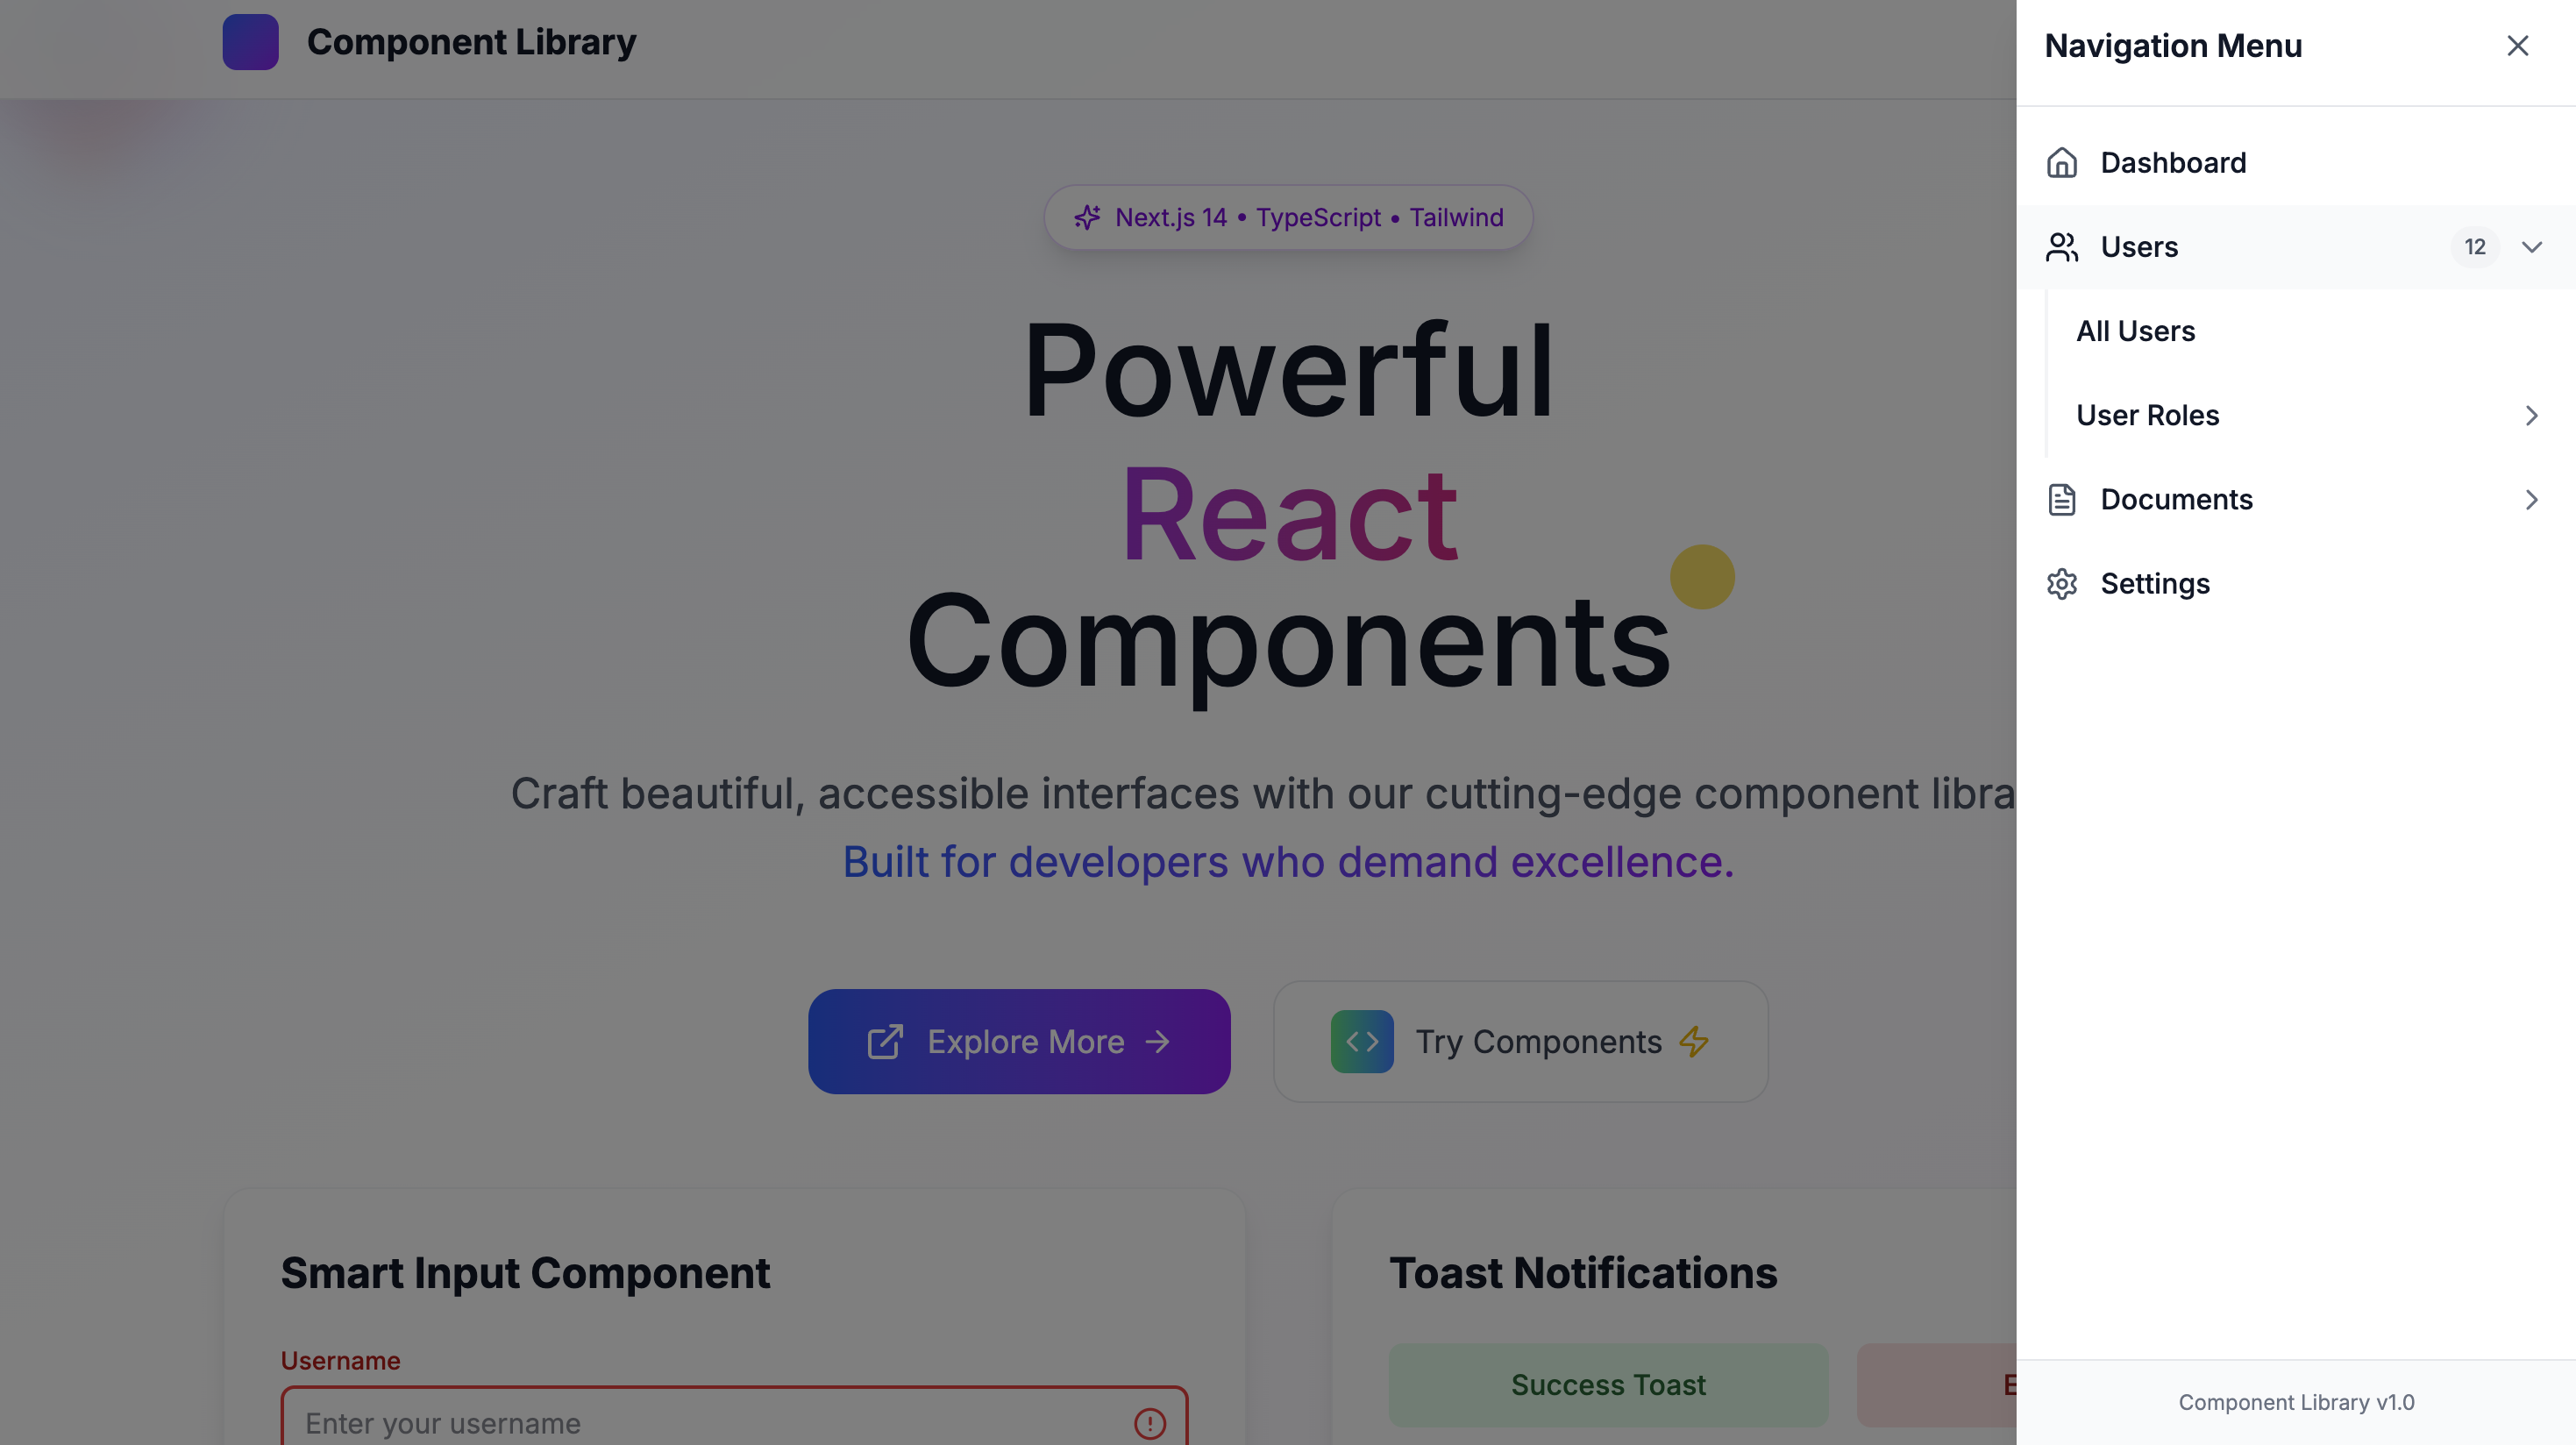 Component Library
Next.js 14 • TypeScript • Tailwind
Powerful
React
Components
Craft beautiful, accessible interfaces with our cutting-edge component
Built for developers who demand excellence.
Explore More
Try Components
Smart Input Component
Username
Enter your username
Toast Notifications
Success Toast
Navigation Menu
Dashboard
Users
12
All Users
User Roles
Documents
Settings
Component Library v1.0